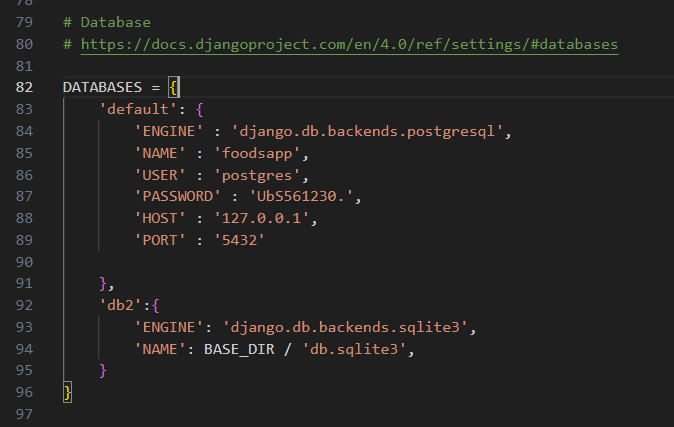 78
79 # Database
80 # https://docs.djangoproject.com/en/4.0/ref/settings/#databases
81
82 DATABASES = {
83     'default': {
84         'ENGINE' : 'django.db.backends.postgresql',
85         'NAME' : 'foodsapp',
86         'USER' : 'postgres',
87         'PASSWORD' : 'UbS561230.',
88         'HOST' : '127.0.0.1',
89         'PORT' : '5432'
90
91     },
92     'db2':{
93         'ENGINE': 'django.db.backends.sqlite3',
94         'NAME': BASE_DIR / 'db.sqlite3',
95     }
96 }
97